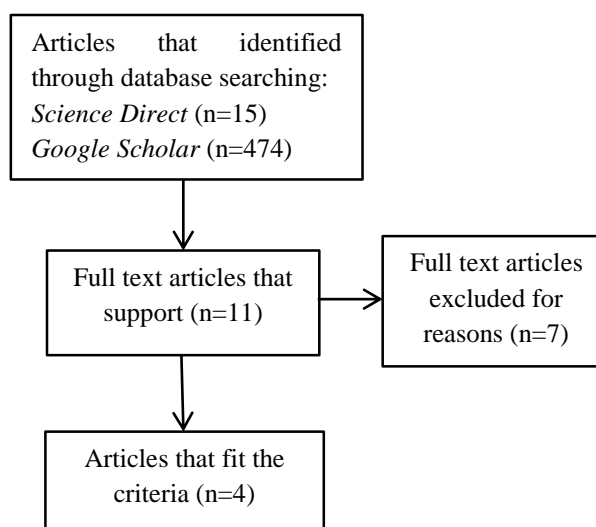 Articles that identified
through database searching:
Science Direct (n=15)
Google Scholar (n=474)
Full text articles that
support (n=11)
Full text articles
excluded for
reasons (n=7)
Articles that fit the
criteria (n=4)